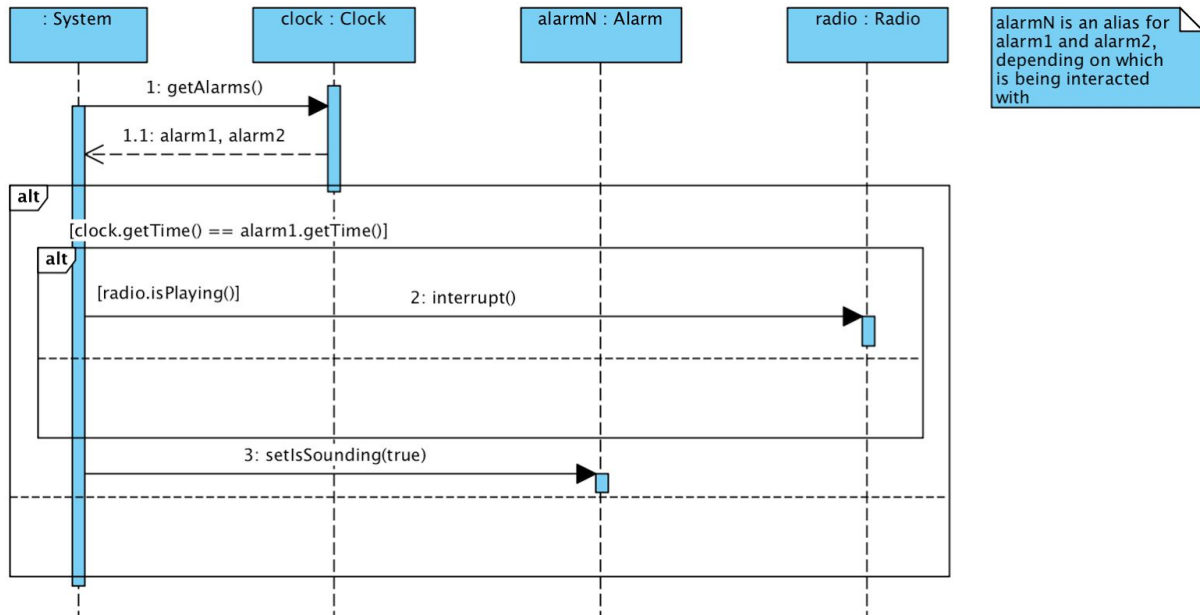 : System
clock : Clock
alarmN : Alarm
radio : Radio
alarmN is an alias for
alarm1 and alarm2,
depending on which
is being interacted
with
1: getAlarms()
1.1: alarm1, alarm2
alt
[clock.getTime() == alarm1.getTime()]
alt
[radio.isPlaying()]
2: interrupt()
3: setIsSounding(true)